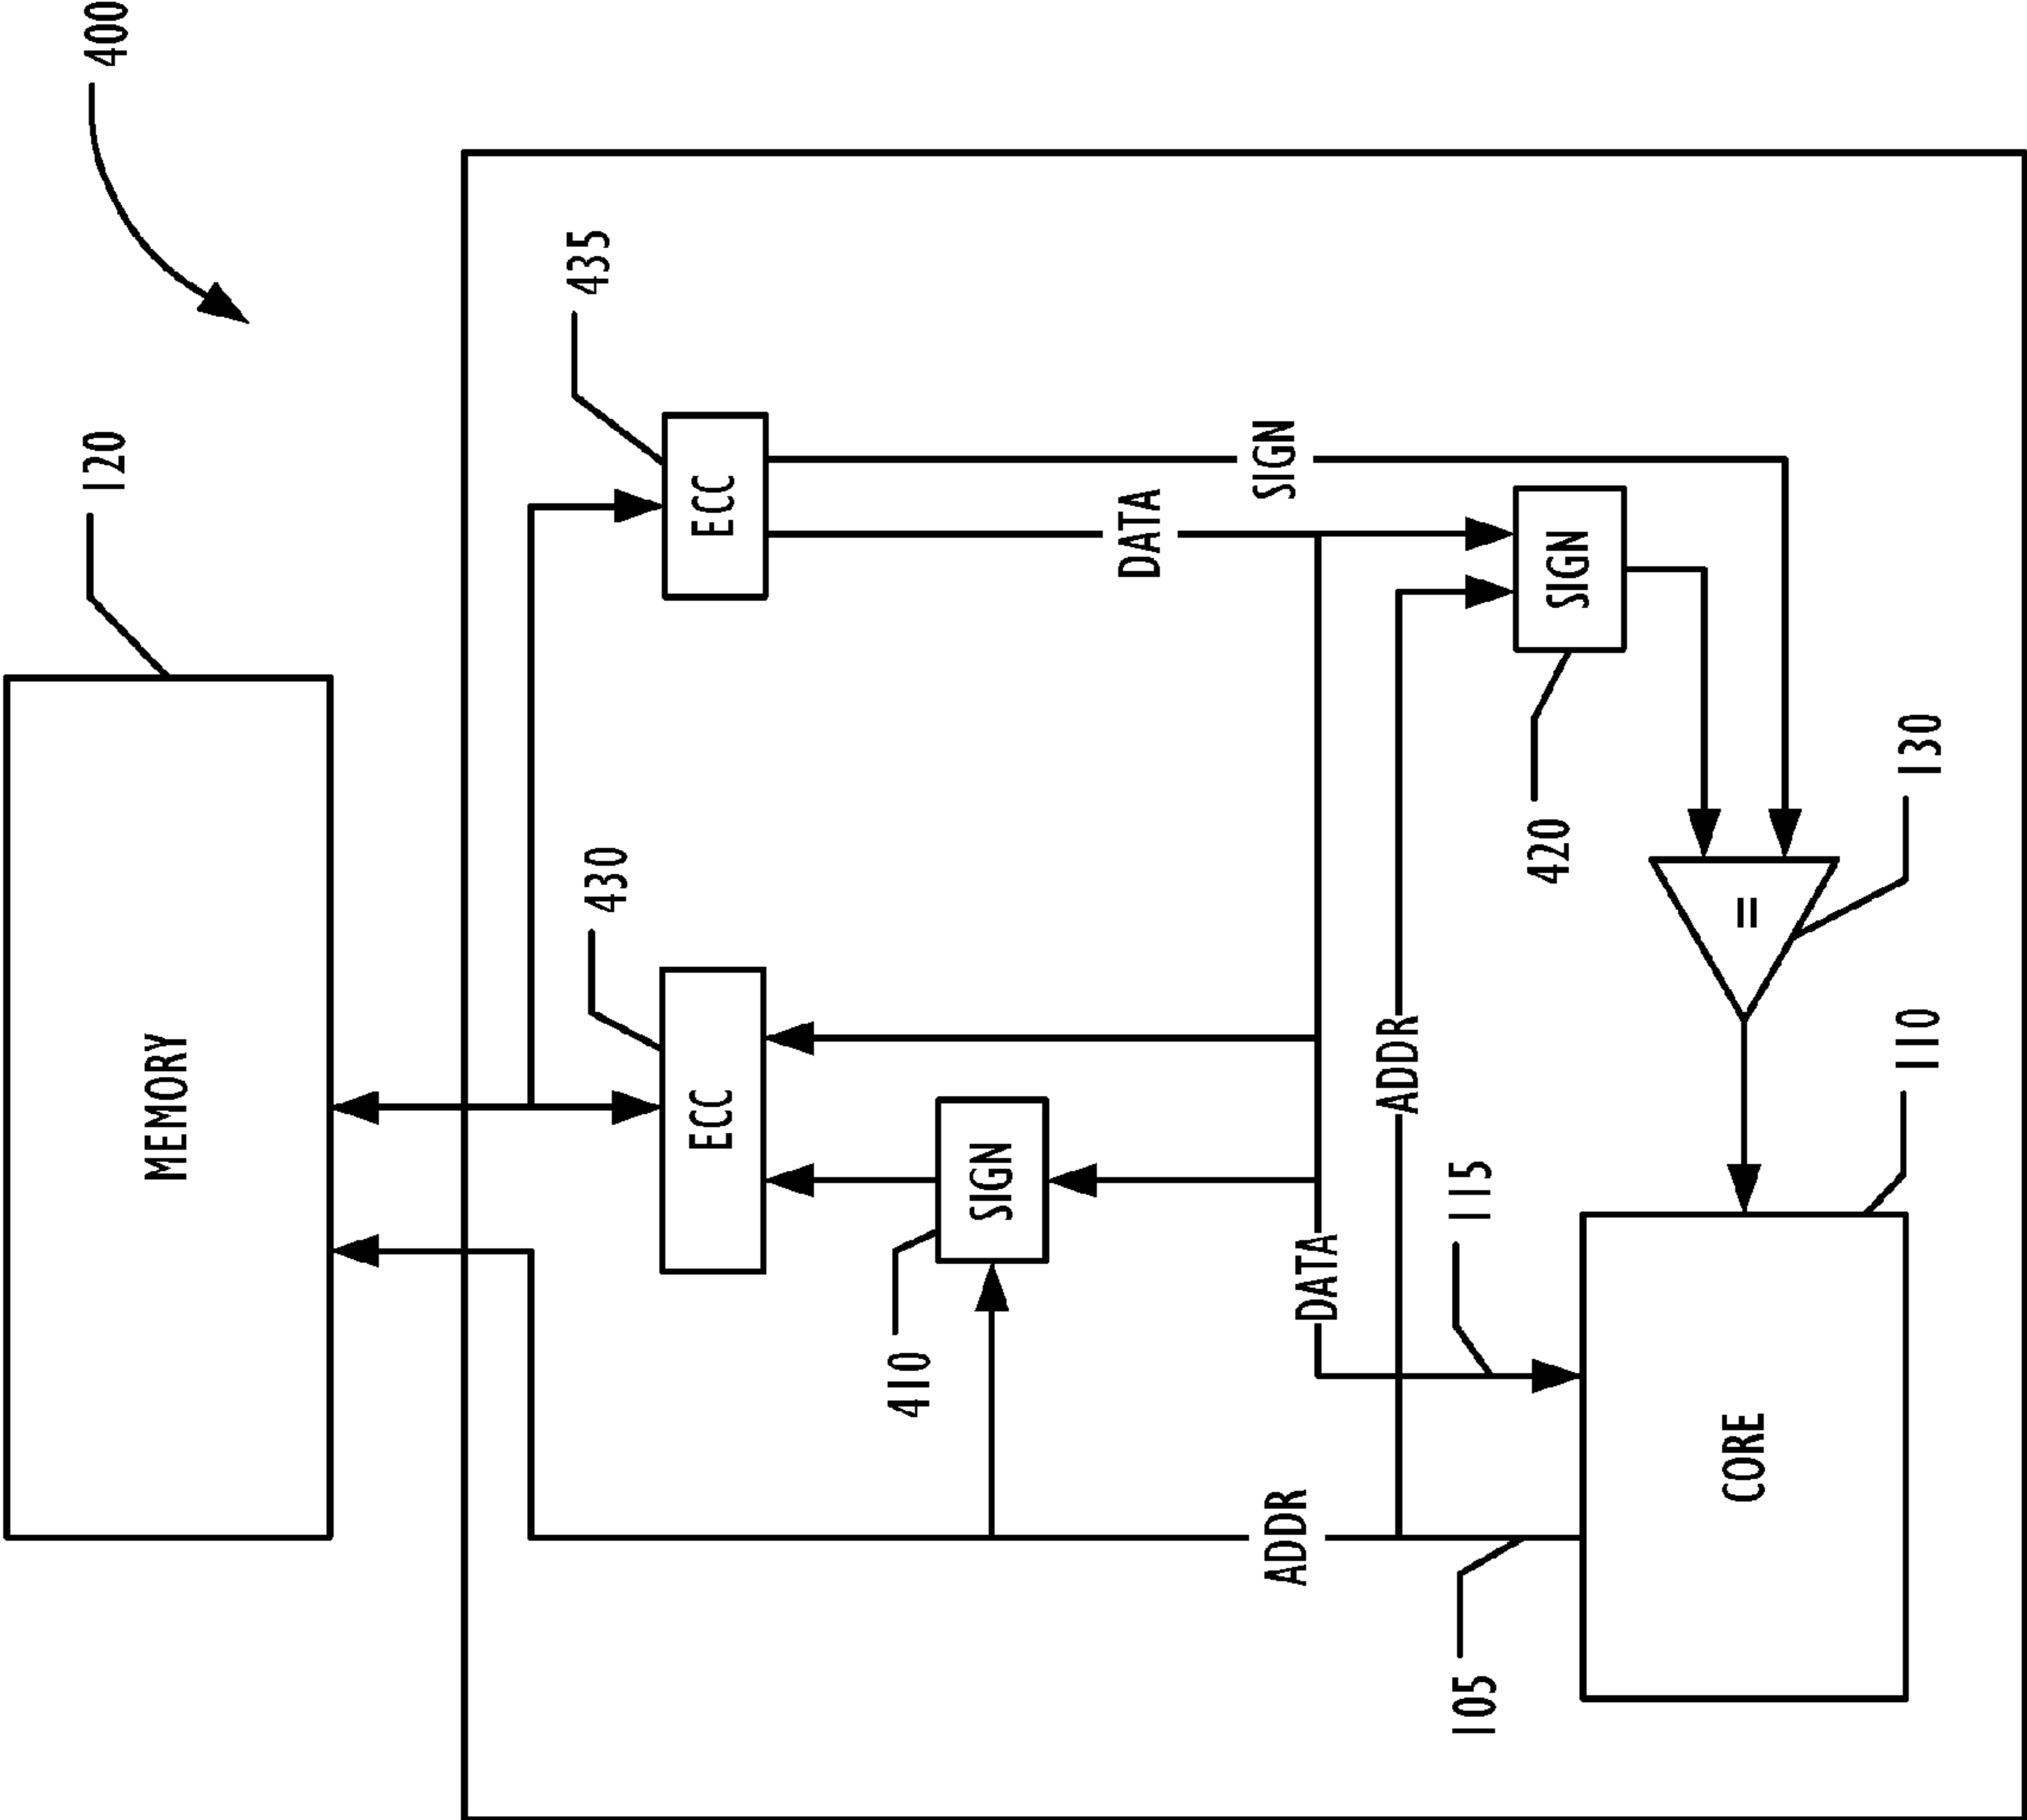 400
120
MEMORY
435
ECC
430
ECC
SIGN
DATA
SIGN
410
SIGN
420
130
=
ADDR
DATA
115
110
ADDR
105
CORE